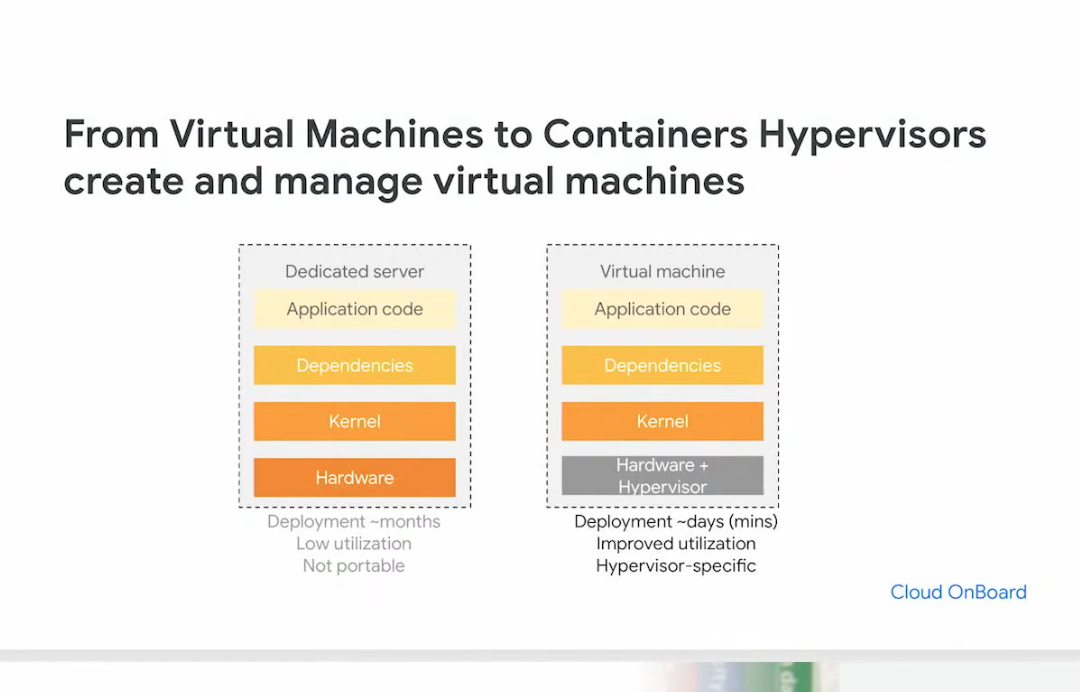 From Virtual Machines to Containers Hypervisors
create and manage virtual machines
Dedicated server
Application code
Dependencies
Kernel
Hardware
Deployment ~months
Low utilization
Not portable
Virtual machine
Application code
Dependencies
Kernel
Hardware +
Hypervisor
Deployment ~days (mins)
Improved utilization
Hypervisor-specific
Cloud OnBoard